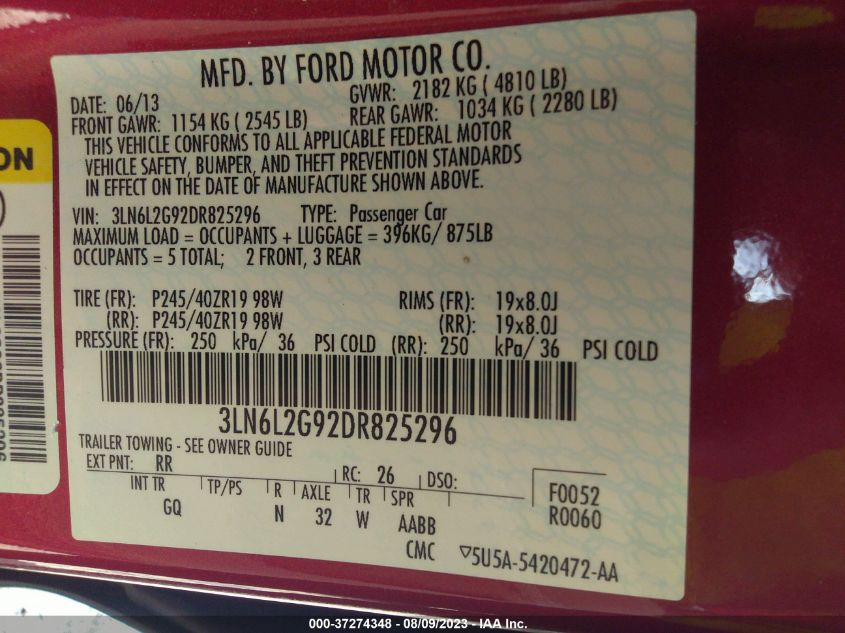 MFD. BY FORD MOTOR CO.
DATE: 06/13 GVWR: 2182 KG ( 4810 LB)
FRONT GAWR: 1154 KG ( 2545 LB) REAR GAWR: 1034 KG ( 2280 LB)
THIS VEHICLE CONFORMS TO ALL APPLICABLE FEDERAL MOTOR
VEHICLE SAFETY, BUMPER, AND THEFT PREVENTION STANDARDS
IN EFFECT ON THE DATE OF MANUFACTURE SHOWN ABOVE.
VIN: 3LN6L2G92DR825296 TYPE: Passenger Car
MAXIMUM LOAD = OCCUPANTS + LUGGAGE = 396KG/ 875LB
OCCUPANTS = 5 TOTAL; 2 FRONT, 3 REAR
TIRE (FR): P245/40ZR19 98W RIMS (FR): 19x8.0J
(RR): P245/40ZR19 98W (RR): 19x8.0J
PRESSURE (FR): 250 kPa/ 36 PSI COLD (RR): 250 kPa/ 36 PSI COLD
3LN6L2G92DR825296
TRAILER TOWING - SEE OWNER GUIDE
EXT PNT: RR RC: 26 DSO:
INT TR TP/PS R AXLE TR SPR F0052
GQ N 32 W AABB R0060
CMC 5U5A-5420472-AA
ON
000-37274348 - 08/09/2023 - IAA Inc.